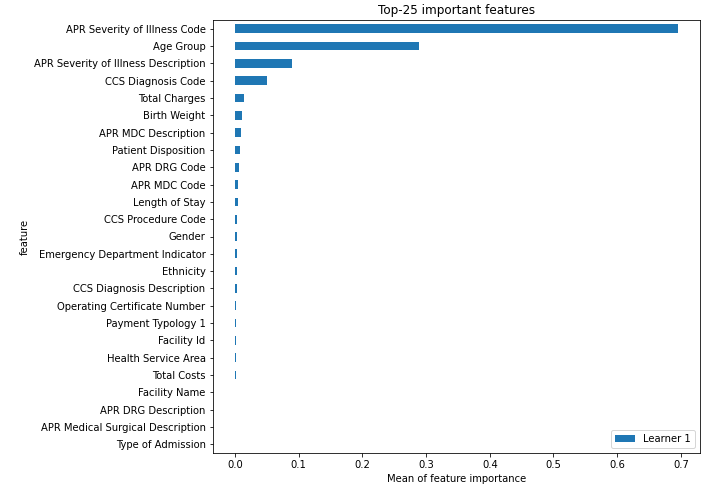 Top-25 important features
APR Severity of Illness Code
Age Group
APR Severity of Illness Description
CCS Diagnosis Code
Total Charges
Birth Weight
APR MDC Description
Patient Disposition
APR DRG Code
APR MDC Code
Length of Stay
CCS Procedure Code
Gender
Emergency Department Indicator
Ethnicity
CCS Diagnosis Description
Operating Certificate Number
Payment Typology 1
Facility Id
Health Service Area
Total Costs
Facility Name
APR DRG Description
APR Medical Surgical Description
Type of Admission
feature
Learner 1
0.0 0.1 0.2 0.3 0.4 0.5 0.6 0.7
Mean of feature importance